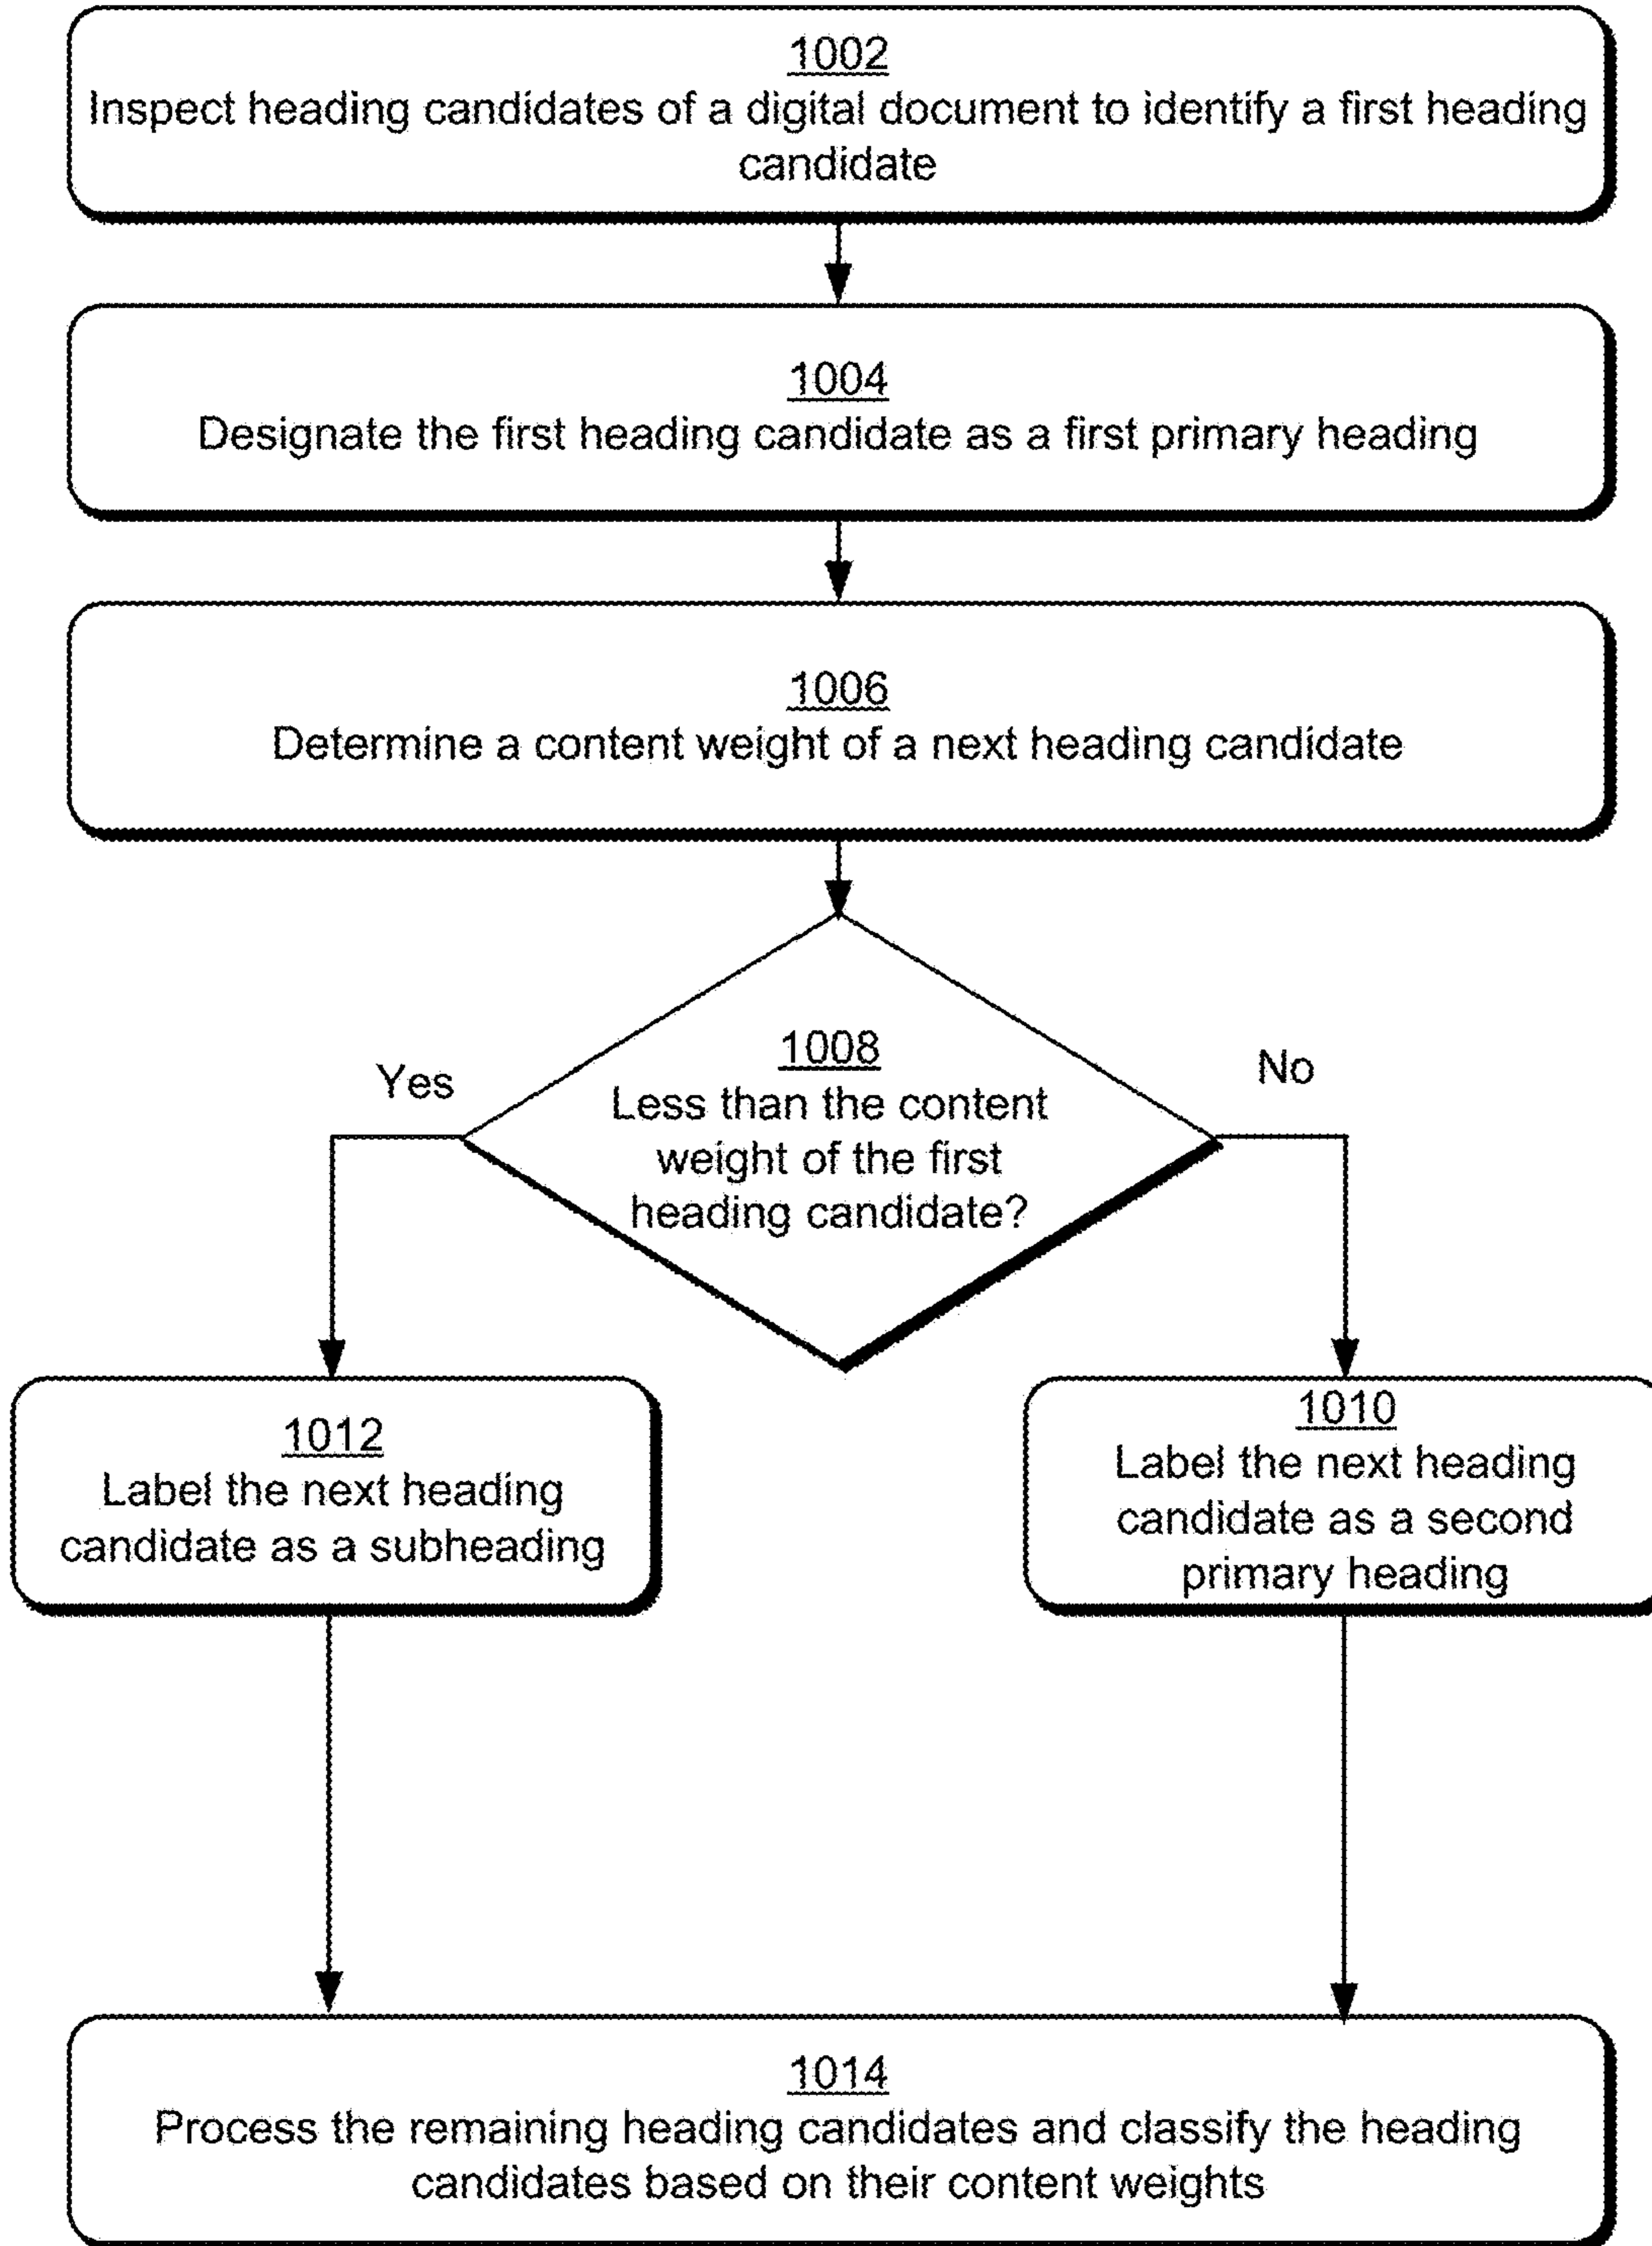 1002
Inspect heading candidates of a digital document to identify a first heading
candidate
1004
Designate the first heading candidate as a first primary heading
1006
Determine a content weight of a next heading candidate
1008
Less than the content
weight of the first
heading candidate?
Yes
No
1012
Label the next heading
candidate as a subheading
1010
Label the next heading
candidate as a second
primary heading
1014
Process the remaining heading candidates and classify the heading
candidates based on their content weights